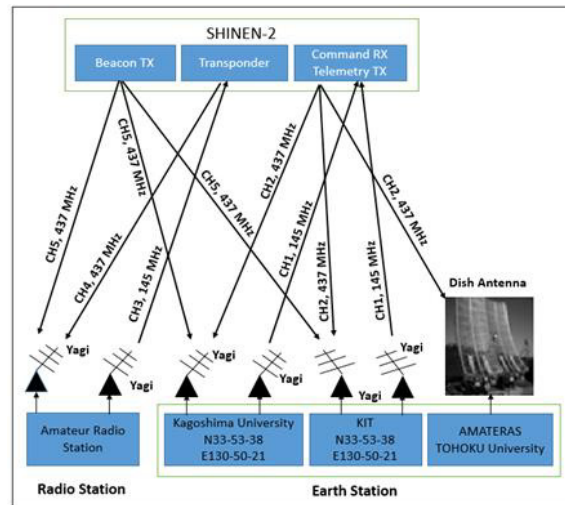 SHINEN-2
Beacon TX
Transponder
Command RX
Telemetry TX
CH5, 437 MHz
CH4, 437 MHz
CH3, 145 MHz
CH5, 437 MHz
CH5, 437 MHz
CH2, 437 MHz
CH1, 145 MHz
CH2, 437 MHz
CH1, 145 MHz
CH2, 437 MHz
Dish Antenna
Yagi
Yagi
Yagi
Yagi
Yagi
Yagi
Amateur Radio
Station
Kagoshima University
N33-53-38
E130-50-21
KIT
N33-53-38
E130-50-21
AMATERAS
TOHOKU University
Radio Station
Earth Station